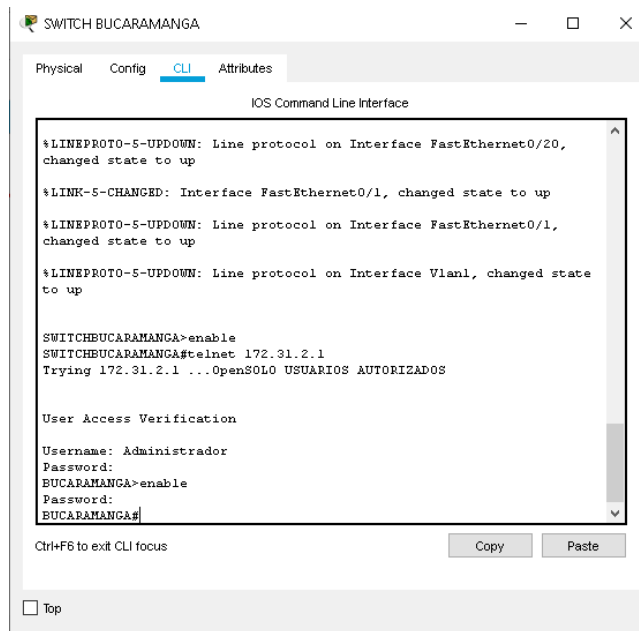 SWITCH BUCARAMANGA
Physical Config CLI Attributes
IOS Command Line Interface
%LINEPROTO-5-UPDOWN: Line protocol on Interface FastEthernet0/20,
changed state to up
%LINK-5-CHANGED: Interface FastEthernet0/1, changed state to up
%LINEPROTO-5-UPDOWN: Line protocol on Interface FastEthernet0/1,
changed state to up
%LINEPROTO-5-UPDOWN: Line protocol on Interface Vlan1, changed state
to up
SWITCHBUCARAMANGA>enable
SWITCHBUCARAMANGA#telnet 172.31.2.1
Trying 172.31.2.1 ...OpenSOLO USUARIOS AUTORIZADOS
User Access Verification
Username: Administrador
Password:
BUCARAMANGA>enable
Password:
BUCARAMANGA#
Ctrl+F6 to exit CLI focus
Copy Paste
Top